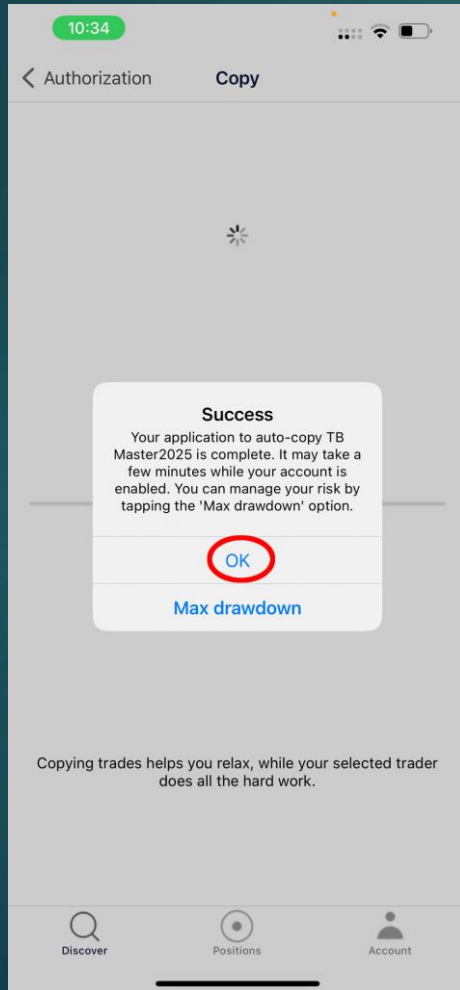 10:34
Authorization
Copy
Success
Your application to auto-copy TB
Master2025 is complete. It may take a
few minutes while your account is
enabled. You can manage your risk by
tapping the 'Max drawdown' option.
OK
Max drawdown
Copying trades helps you relax, while your selected trader
does all the hard work.
Discover
Positions
Account